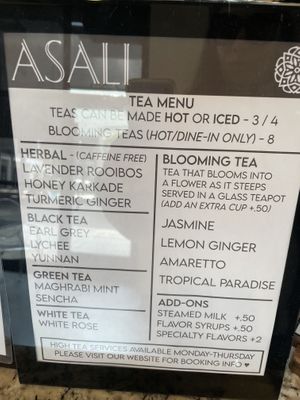 ASALI
TEA MENU
TEAS CAN BE MADE HOT OR ICED - 3 / 4
BLOOMING TEAS (HOT/DINE-IN ONLY) - 8
HERBAL - (CAFFEINE FREE)
LAVENDER ROOIBOS
HONEY KARKADE
TURMERIC GINGER
BLACK TEA
EARL GREY
LYCHEE
YUNNAN
GREEN TEA
MAGHRABI MINT
SENCHA
WHITE TEA
WHITE ROSE
BLOOMING TEA
TEA THAT BLOOMS INTO
A FLOWER AS IT STEEPS
SERVED IN A GLASS TEAPOT
(ADD AN EXTRA CUP +.50)
JASMINE
LEMON GINGER
AMARETTO
TROPICAL PARADISE
ADD-ONS
STEAMED MILK +.50
FLAVOR SYRUPS +.50
SPECIALTY FLAVORS +2
HIGH TEA SERVICES AVAILABLE MONDAY-THURSDAY
PLEASE VISIT OUR WEBSITE FOR BOOKING INFO ♥